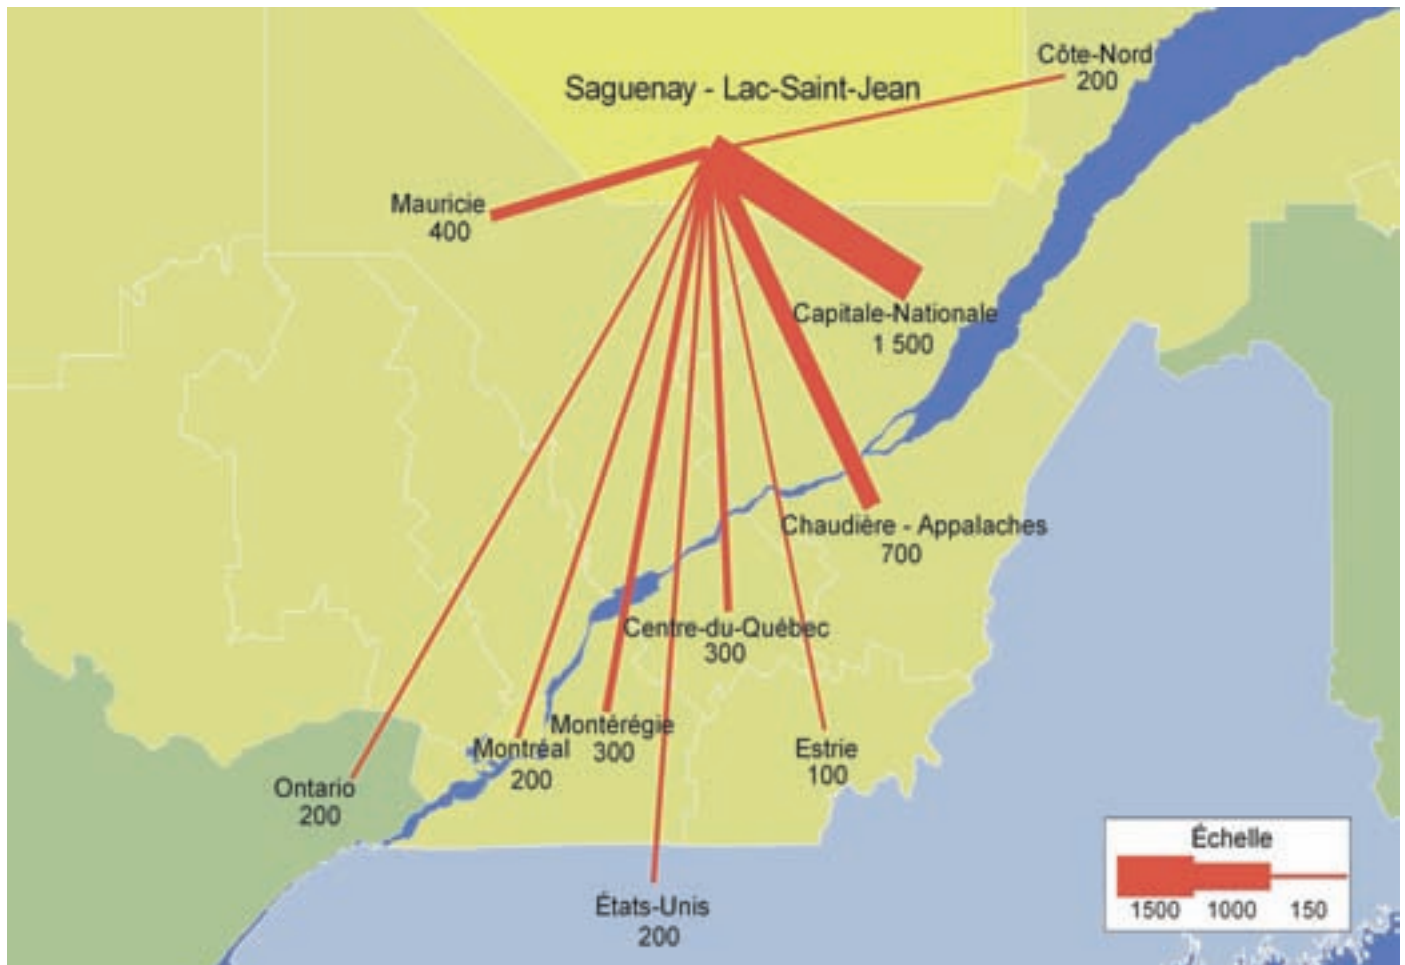 Côte-Nord
200
Saguenay - Lac-Saint-Jean
Mauricie
400
Capitale-Nationale
1 500
Chaudière - Appalaches
700
Centre-du-Québec
300
Montérégie
300
Montréal
200
Estrie
100
Ontario
200
États-Unis
200
Échelle
1500 1000 150